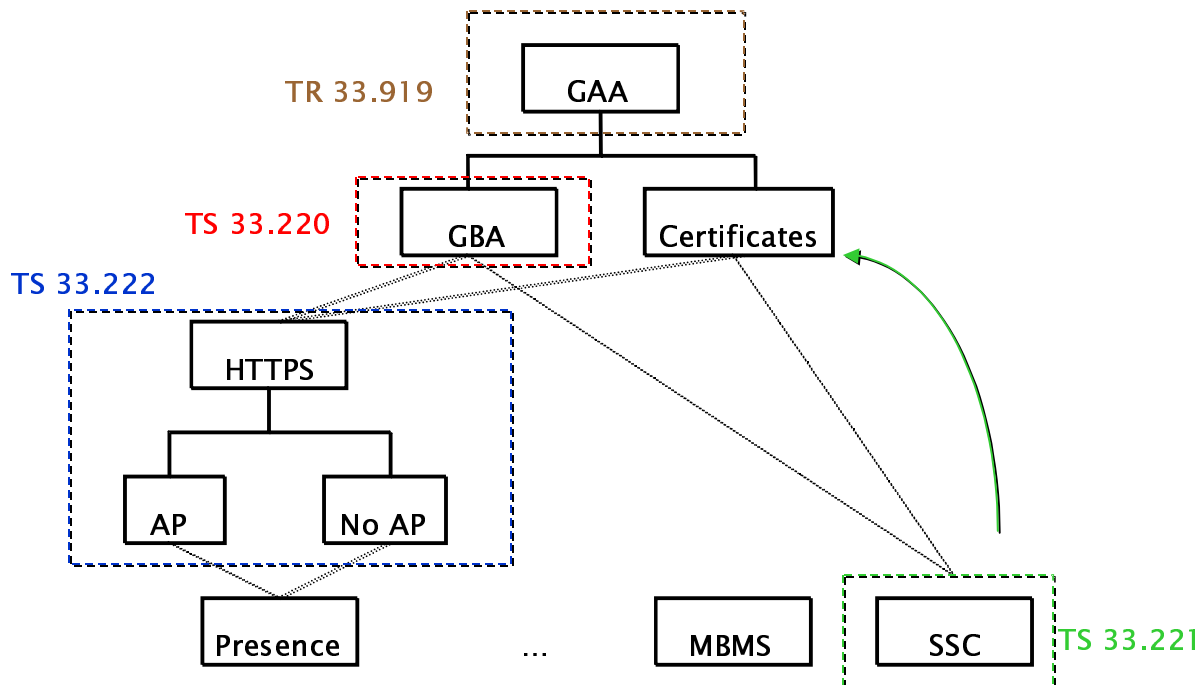 TR 33.919
GAA
TS 33.220
GBA
Certificates
TS 33.222
HTTPS
AP
No AP
Presence
...
MBMS
SSC
TS 33.221